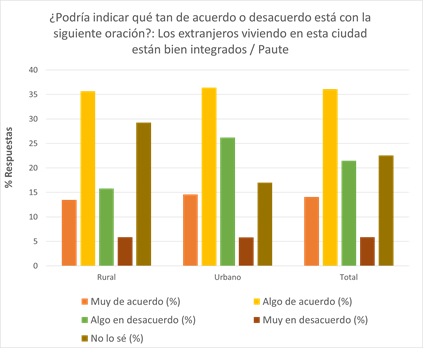 ¿Podría indicar qué tan de acuerdo o desacuerdo está con la
siguiente oración?: Los extranjeros viviendo en esta ciudad
están bien integrados / Paute
% Respuestas
40
35
30
25
20
15
10
5
0
Rural Urbano Total
Muy de acuerdo (%) Algo de acuerdo (%)
Algo en desacuerdo (%) Muy en desacuerdo (%)
No lo sé (%)